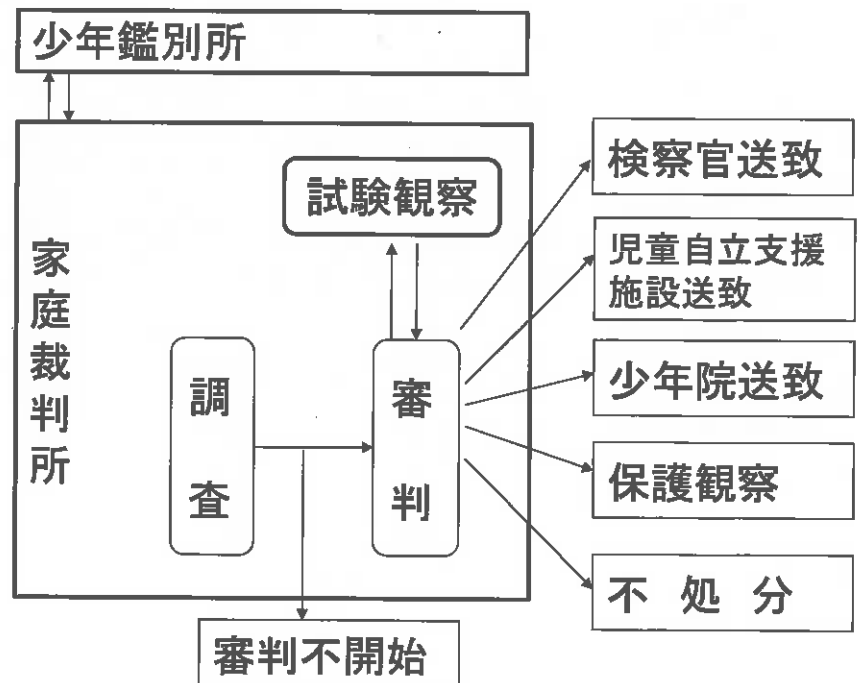 少年鑑別所
家庭裁判所
試験観察
調査
審判
検察官送致
児童自立支援
施設送致
少年院送致
保護観察
不処分
審判不開始